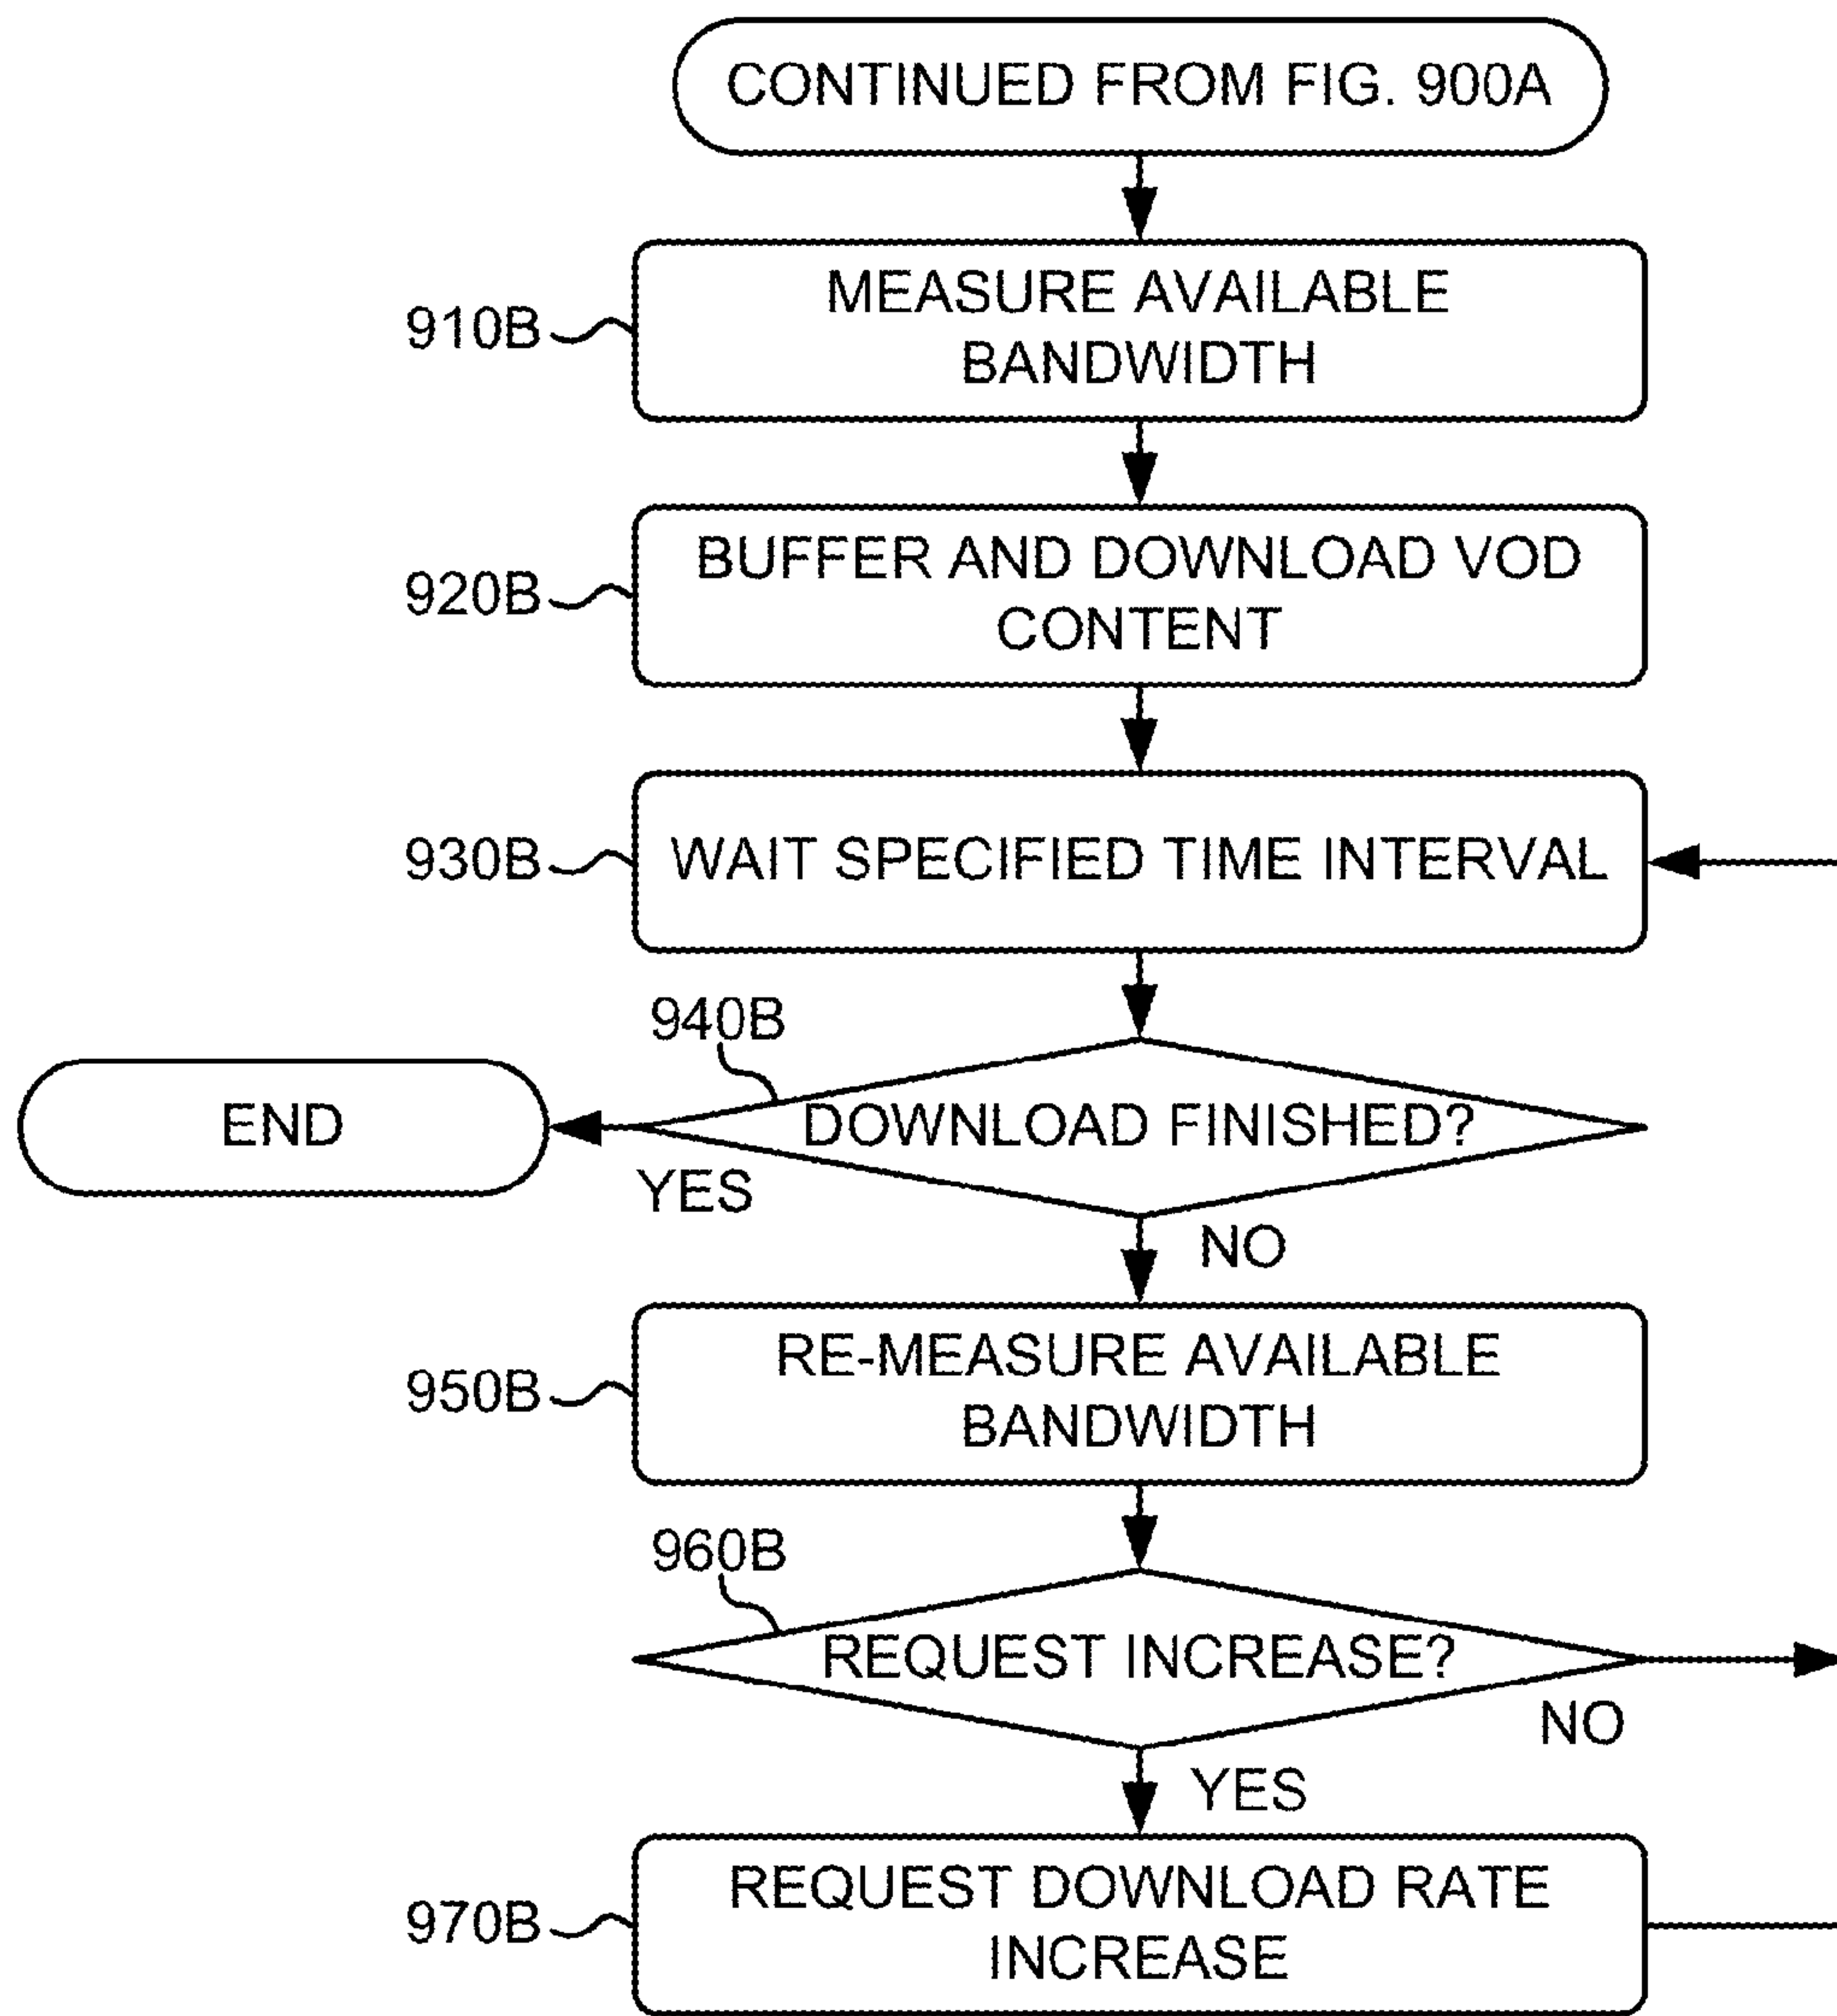 CONTINUED FROM FIG. 900A
MEASURE AVAILABLE
BANDWIDTH
910B
BUFFER AND DOWNLOAD VOD
CONTENT
920B
WAIT SPECIFIED TIME INTERVAL
930B
940B
DOWNLOAD FINISHED?
END
YES
NO
RE-MEASURE AVAILABLE
BANDWIDTH
950B
960B
REQUEST INCREASE?
NO
YES
REQUEST DOWNLOAD RATE
INCREASE
970B